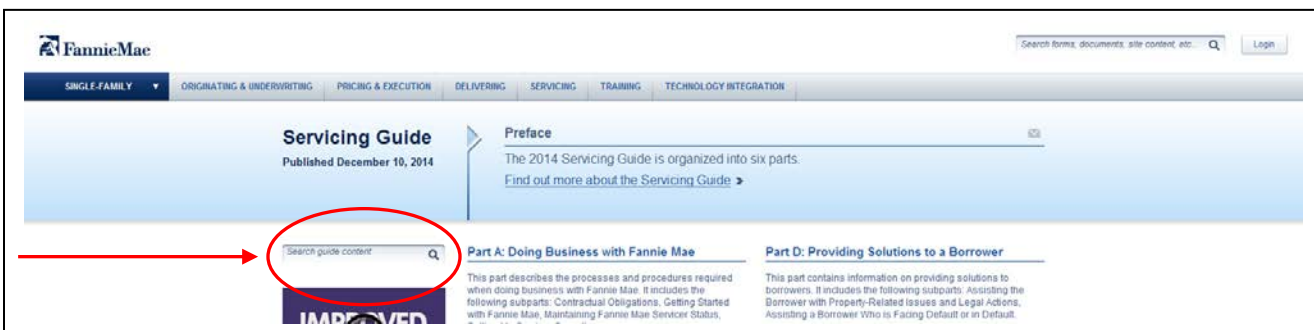 FannieMae
Search forms, documents, site content, etc...
Login
SINGLE-FAMILY
ORIGINATING & UNDERWRITING
PRICING & EXECUTION
DELIVERING
SERVICING
TRAINING
TECHNOLOGY INTEGRATION
Servicing Guide
Published December 10, 2014
Preface
The 2014 Servicing Guide is organized into six parts.
Find out more about the Servicing Guide
Search guide content
IMPROVED
Part A: Doing Business with Fannie Mae
This part describes the processes and procedures required
when doing business with Fannie Mae. It includes the
following subparts: Contractual Obligations, Getting Started
with Fannie Mae, Maintaining Fannie Mae Servicer Status,
Part D: Providing Solutions to a Borrower
This part contains information on providing solutions to
borrowers. It includes the following subparts: Assisting the
Borrower with Property-Related Issues and Legal Actions,
Assisting a Borrower Who is Facing Default or in Default.